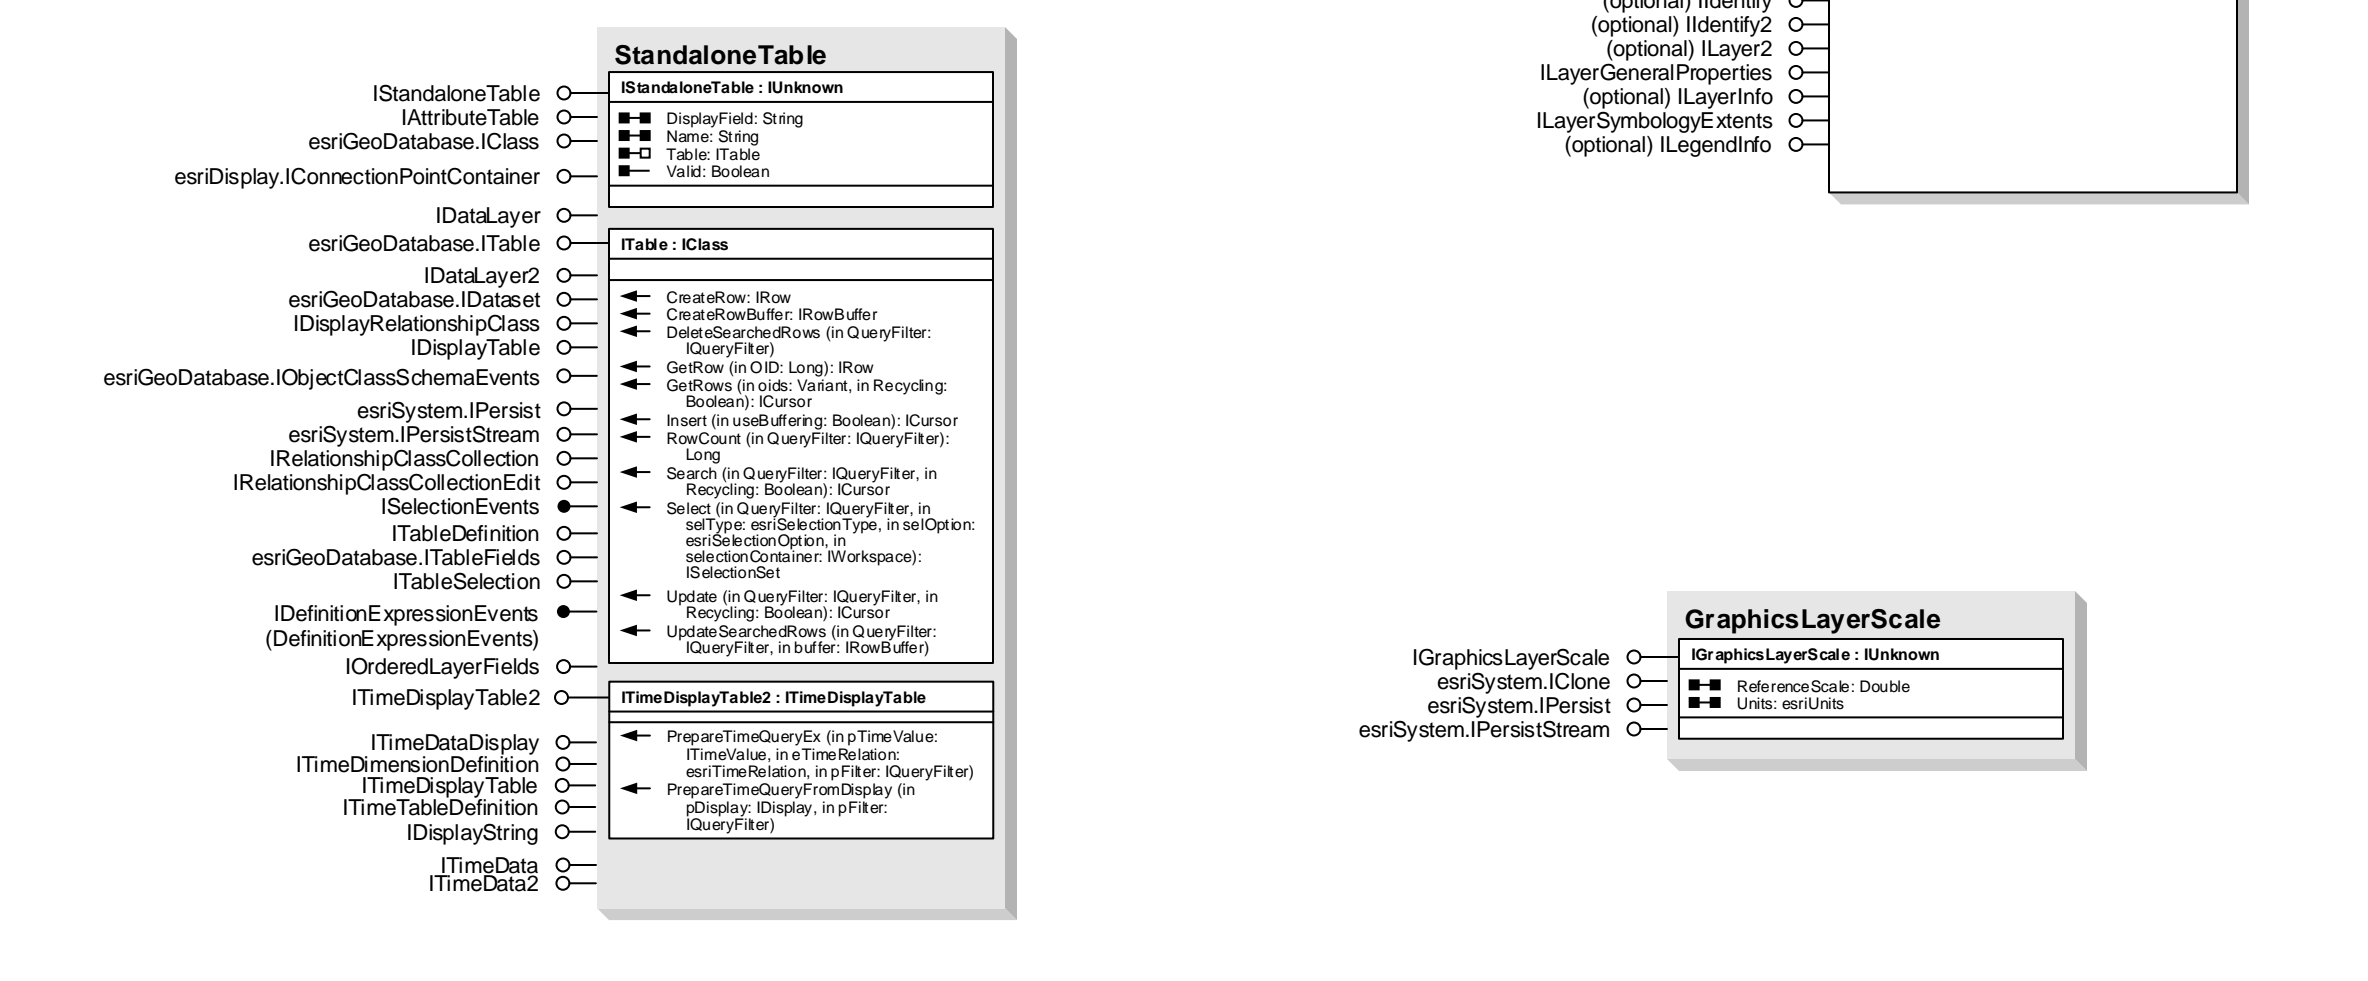 StandaloneTable
IStandaloneTable
IAttributeTable
esriGeoDatabase.IClass
esriDisplay.IConnectionPointContainer
IDataLayer
esriGeoDatabase.ITable
IDataLayer2
esriGeoDatabase.IDataset
IDisplayRelationshipClass
IDisplayTable
esriGeoDatabase.IObjectClassSchemaEvents
esriSystem.IPersist
esriSystem.IPersistStream
IRelationshipClassCollection
IRelationshipClassCollectionEdit
ISelectionEvents
ITableDefinition
esriGeoDatabase.ITableFields
ITableSelection
IDefinitionExpressionEvents
(DefinitionExpressionEvents)
IOrderedLayerFields
ITimeDisplayTable2
ITimeDataDisplay
ITimeDimensionDefinition
ITimeDisplayTable
ITimeTableDefinition
IDisplayString
ITimeData
ITimeData2
IStandaloneTable : IUnknown
DisplayField: String
Name: String
Table: ITable
Valid: Boolean
ITable : IClass
CreateRow: IRow
CreateRowBuffer: IRowBuffer
DeleteSearchedRows (in QueryFilter:
IQueryFilter)
GetRow (in OID: Long): IRow
GetRows (in oids: Variant, in Recycling:
Boolean): ICursor
Insert (in useBuffering: Boolean): ICursor
RowCount (in QueryFilter: IQueryFilter):
Long
Search (in QueryFilter: IQueryFilter, in
Recycling: Boolean): ICursor
Select (in QueryFilter: IQueryFilter, in
selType: esriSelectionType, in selOption:
esriSelectionOption, in
selectionContainer: IWorkspace):
ISelectionSet
Update (in QueryFilter: IQueryFilter, in
Recycling: Boolean): ICursor
UpdateSearchedRows (in QueryFilter:
IQueryFilter, in buffer: IRowBuffer)
ITimeDisplayTable2 : ITimeDisplayTable
PrepareTimeQueryEx (in pTimeValue:
ITimeValue, in eTimeRelation:
esriTimeRelation, in pFilter: IQueryFilter)
PrepareTimeQueryFromDisplay (in
pDisplay: IDisplay, in pFilter:
IQueryFilter)
(optional) IIdentify
(optional) IIdentify2
(optional) ILayer2
ILayerGeneralProperties
(optional) ILayerInfo
ILayerSymbologyExtents
(optional) ILegendInfo
GraphicsLayerScale
IGraphicsLayerScale
esriSystem.IClone
esriSystem.IPersist
esriSystem.IPersistStream
IGraphicsLayerScale : IUnknown
ReferenceScale: Double
Units: esriUnits